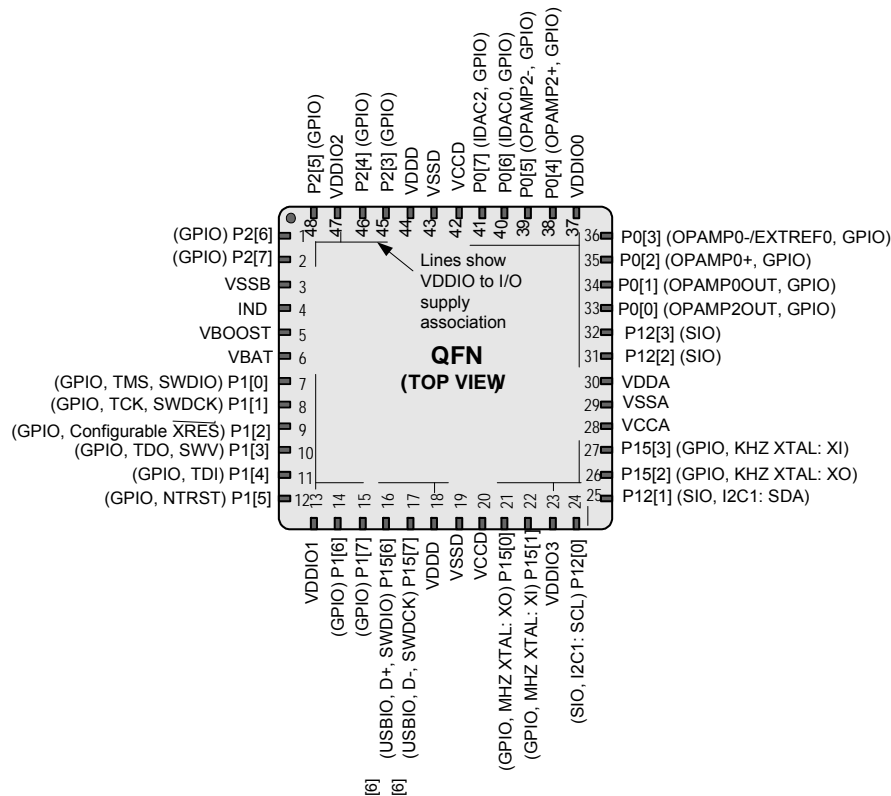 P2[5] (GPIO)
VDDIO2
P2[4] (GPIO)
P2[3] (GPIO)
VDDD
VSSD
VCCD
P0[7] (IDAC2, GPIO)
P0[6] (IDAC0, GPIO)
P0[5] (OPAMP2-, GPIO)
P0[4] (OPAMP2+, GPIO)
VDDIO0
48
47
46
45
44
43
42
41
40
39
38
37
(GPIO) P2[6]
1
(GPIO) P2[7]
2
VSSB
3
IND
4
VBOOST
5
VBAT
6
(GPIO, TMS, SWDIO) P1[0]
7
(GPIO, TCK, SWDCK) P1[1]
8
(GPIO, Configurable XRES) P1[2]
9
(GPIO, TDO, SWV) P1[3]
10
(GPIO, TDI) P1[4]
11
(GPIO, NTRST) P1[5]
12
Lines show
VDDIO to I/O
supply
association
QFN
(TOP VIEW)
36
P0[3] (OPAMP0-/EXTREF0, GPIO)
35
P0[2] (OPAMP0+, GPIO)
34
P0[1] (OPAMP0OUT, GPIO)
33
P0[0] (OPAMP2OUT, GPIO)
32
P12[3] (SIO)
31
P12[2] (SIO)
30
VDDA
29
VSSA
28
VCCA
27
P15[3] (GPIO, KHZ XTAL: XI)
26
P15[2] (GPIO, KHZ XTAL: XO)
25
P12[1] (SIO, I2C1: SDA)
13
14
15
16
17
18
19
20
21
22
23
24
VDDIO1
(GPIO) P1[6]
(GPIO) P1[7]
(USBIO, D+, SWDIO) P15[6]
(USBIO, D-, SWDCK) P15[7]
VDDD
VSSD
VCCD
(GPIO, MHZ XTAL: XO) P15[0]
(GPIO, MHZ XTAL: XI) P15[1]
VDDIO3
(SIO, I2C1: SCL) P12[0]
[6]
[6]